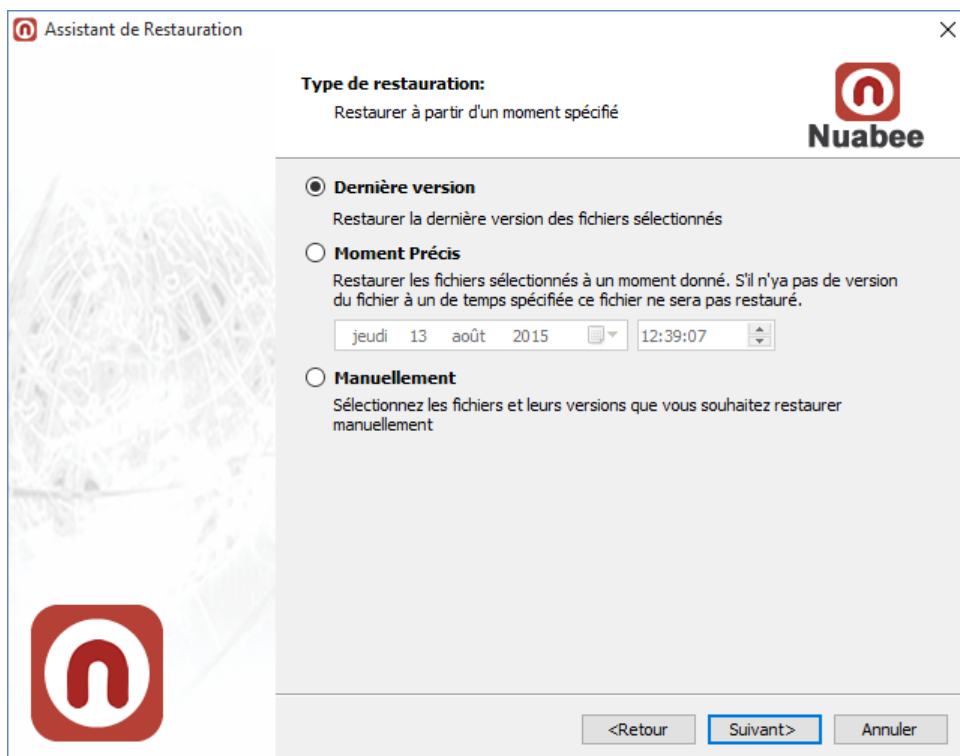 Assistant de Restauration
Type de restauration:
Restaurer à partir d'un moment spécifié
Nuabee
Dernière version
Restaurer la dernière version des fichiers sélectionnés
Moment Précis
Restaurer les fichiers sélectionnés à un moment donné. S'il n'ya pas de version
du fichier à un de temps spécifiée ce fichier ne sera pas restauré.
jeudi 13 août 2015 12:39:07
Manuellement
Sélectionnez les fichiers et leurs versions que vous souhaitez restaurer
manuellement
<Retour Suivant> Annuler